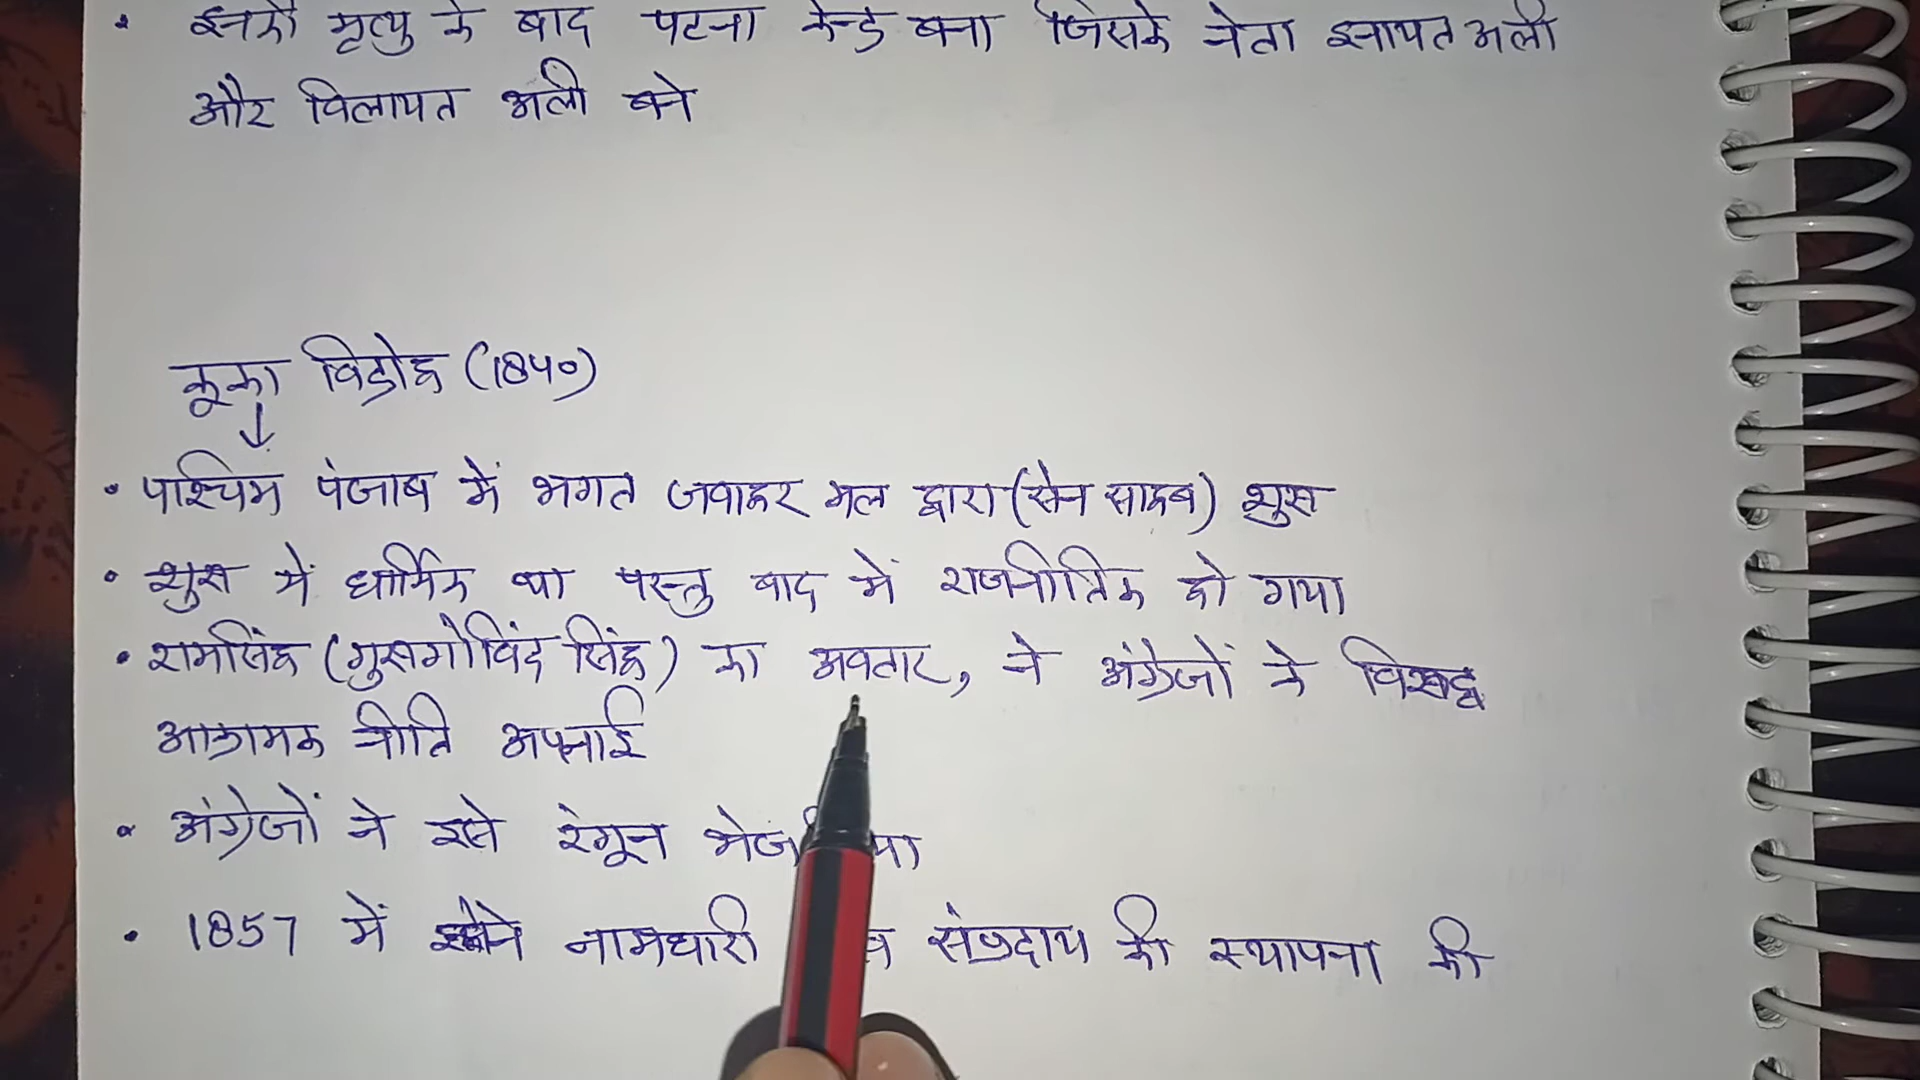 • इनकी मृत्यु के बाद पटना केन्द्र बना जिसके नेता इनायत अली
और विलायत अली बने
कूका विद्रोह (1840)
↓
• पश्चिम पंजाब में भगत जवाहर मल द्वारा (सेन साहब) शुरू
• शुरू में धार्मिक था परन्तु बाद में राजनीतिक हो गया
• रामसिंह (गुरुगोविंद सिंह) का अवतार, ने अंग्रेजों के विरुद्ध
आक्रामक नीति अपनाई
• अंग्रेजों ने इसे रंगून भेज
• 1857 में इन्होंने नामधारी संप्रदाय की स्थापना की